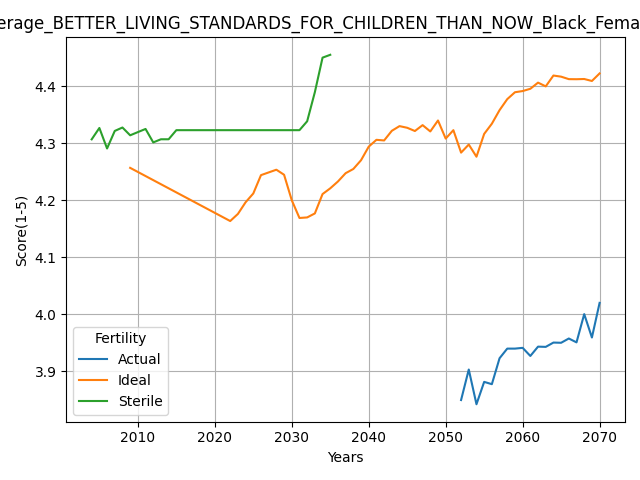 erage_BETTER_LIVING_STANDARDS_FOR_CHILDREN_THAN_NOW_Black_Fema
Score(1-5)
4.4
4.3
4.2
4.1
4.0
3.9
Fertility
Actual
Ideal
Sterile
2010 2020 2030 2040 2050 2060 2070
Years